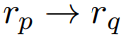 r_p → r_q